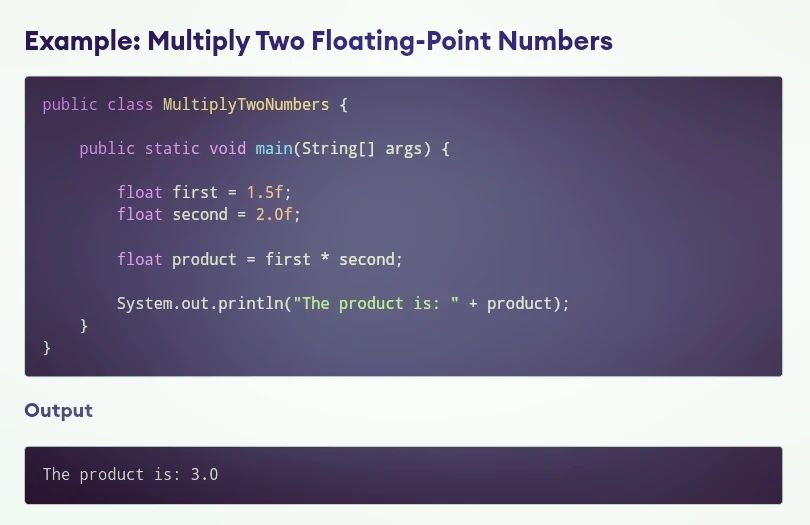 Example: Multiply Two Floating-Point Numbers
public class MultiplyTwoNumbers {
    public static void main(String[] args) {
        float first = 1.5f;
        float second = 2.0f;
        float product = first * second;
        System.out.println("The product is: " + product);
    }
}
Output
The product is: 3.0